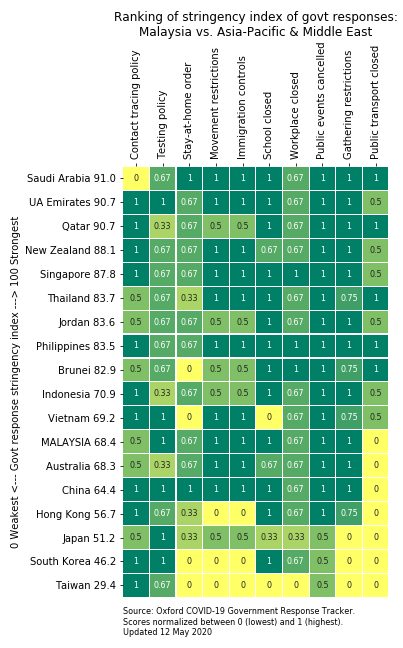 Ranking of stringency index of govt responses:
Malaysia vs. Asia-Pacific & Middle East
Contact tracing policy
Testing policy
Stay-at-home order
Movement restrictions
Immigration controls
School closed
Workplace closed
Public events cancelled
Gathering restrictions
Public transport closed
0 Weakest <--- Govt response stringency index ---> 100 Strongest
Saudi Arabia 91.0 0 0.67 1 1 1 1 0.67 1 1 1
UA Emirates 90.7 1 1 0.67 1 1 1 0.67 1 1 0.5
Qatar 90.7 1 0.33 0.67 0.5 0.5 1 0.67 1 1 1
New Zealand 88.1 1 0.67 0.67 1 1 0.67 0.67 1 1 0.5
Singapore 87.8 1 0.67 0.67 1 1 1 1 1 1 0.5
Thailand 83.7 0.5 0.67 0.33 1 1 1 0.67 1 0.75 1
Jordan 83.6 0.5 0.67 0.67 0.5 0.5 1 0.67 1 1 0.5
Philippines 83.5 1 0.67 0.67 1 1 1 1 1 1 1
Brunei 82.9 0.5 0.67 0 0.5 0.5 1 1 1 0.75 1
Indonesia 70.9 1 0.33 0.67 0.5 0.5 1 0.67 1 1 0.5
Vietnam 69.2 1 1 0 1 1 0 0.67 1 0.75 0.5
MALAYSIA 68.4 0.5 1 0.67 1 1 1 0.67 1 1 0
Australia 68.3 0.5 0.33 0.67 1 1 0.67 0.67 1 1 0
China 64.4 1 1 1 1 1 1 0.67 1 1 0
Hong Kong 56.7 1 0.67 0.33 0 0 1 0.67 1 0.75 0
Japan 51.2 0.5 1 0.33 0.5 0.5 0.33 0.33 0.5 0 0
South Korea 46.2 1 1 0 0 0 1 0.67 0.5 0 0
Taiwan 29.4 1 0.67 0 0 0 0 0 0.5 0 0
Source: Oxford COVID-19 Government Response Tracker.
Scores normalized between 0 (lowest) and 1 (highest).
Updated 12 May 2020